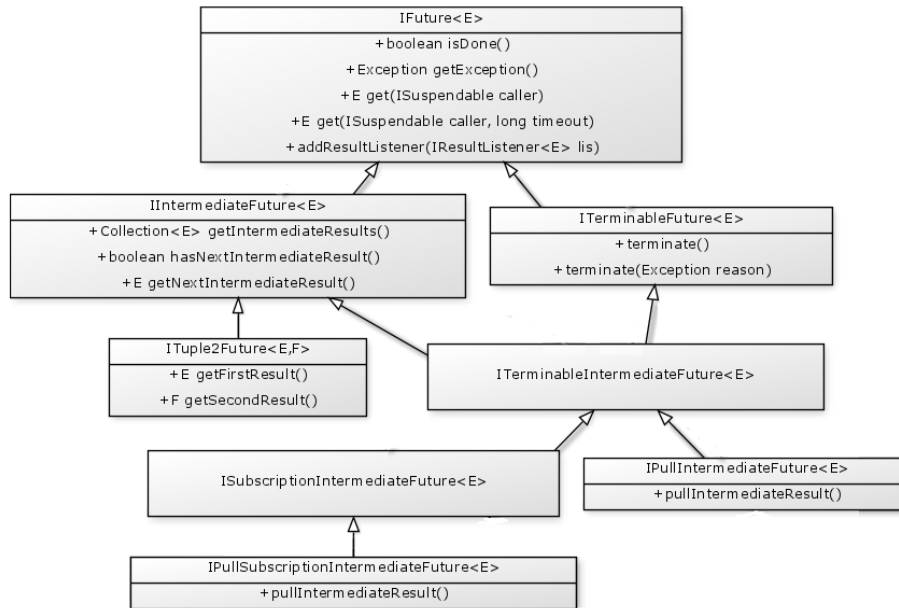 IFuture<E>
+boolean isDone()
+Exception getException()
+E get(ISuspendable caller)
+E get(ISuspendable caller, long timeout)
+addResultListener(IResultListener<E> lis)
IIntermediateFuture<E>
+Collection<E> getIntermediateResults()
+boolean hasNextIntermediateResult()
+E getNextIntermediateResult()
ITerminableFuture<E>
+terminate()
+terminate(Exception reason)
ITuple2Future<E,F>
+E getFirstResult()
+F getSecondResult()
ITerminableIntermediateFuture<E>
ISubscriptionIntermediateFuture<E>
IPullIntermediateFuture<E>
+pullIntermediateResult()
IPullSubscriptionIntermediateFuture<E>
+pullIntermediateResult()